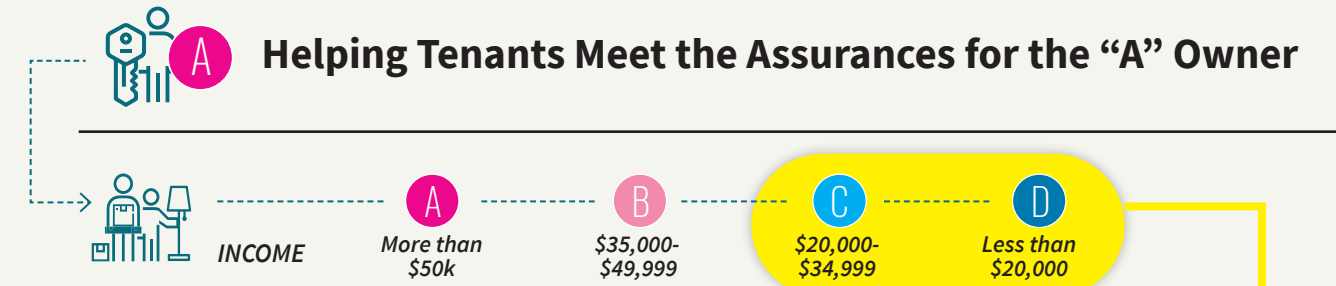 A
Helping Tenants Meet the Assurances for the “A” Owner
INCOME
A
More than
$50k
B
$35,000-
$49,999
C
$20,000-
$34,999
D
Less than
$20,000